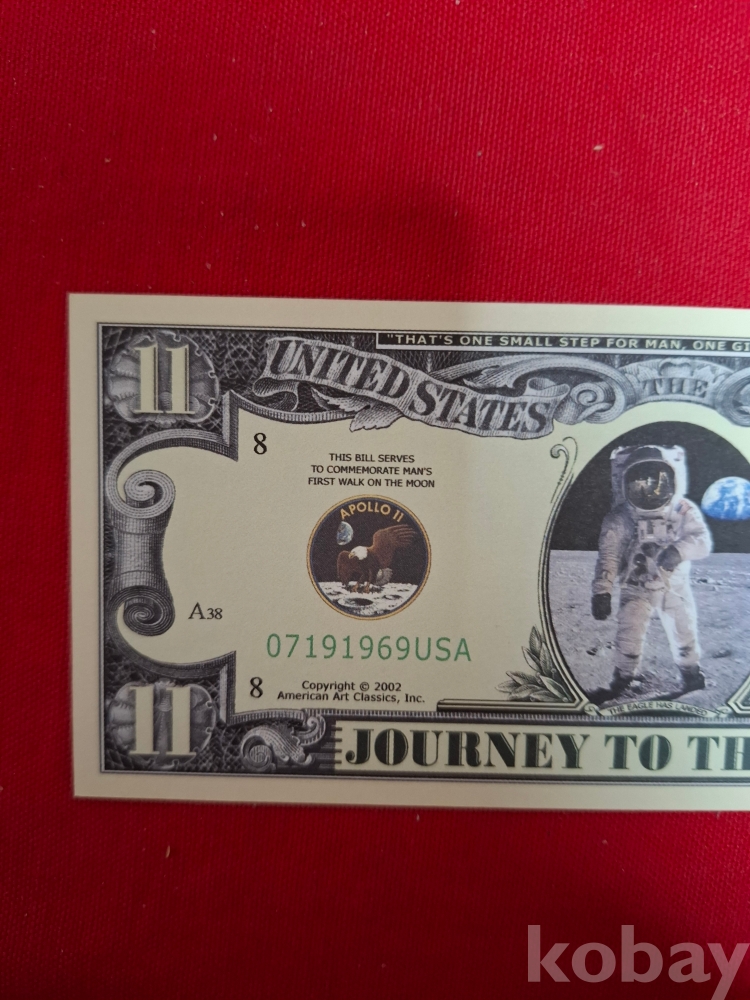 "THAT'S ONE SMALL STEP FOR MAN, ONE GI
11
UNITED STATES
THE
8
THIS BILL SERVES
TO COMMEMORATE MAN'S
FIRST WALK ON THE MOON
APOLLO 11
A38
07191969USA
8
Copyright © 2002
American Art Classics, Inc.
THE EAGLE HAS LANDED
11
JOURNEY TO TH
kobay